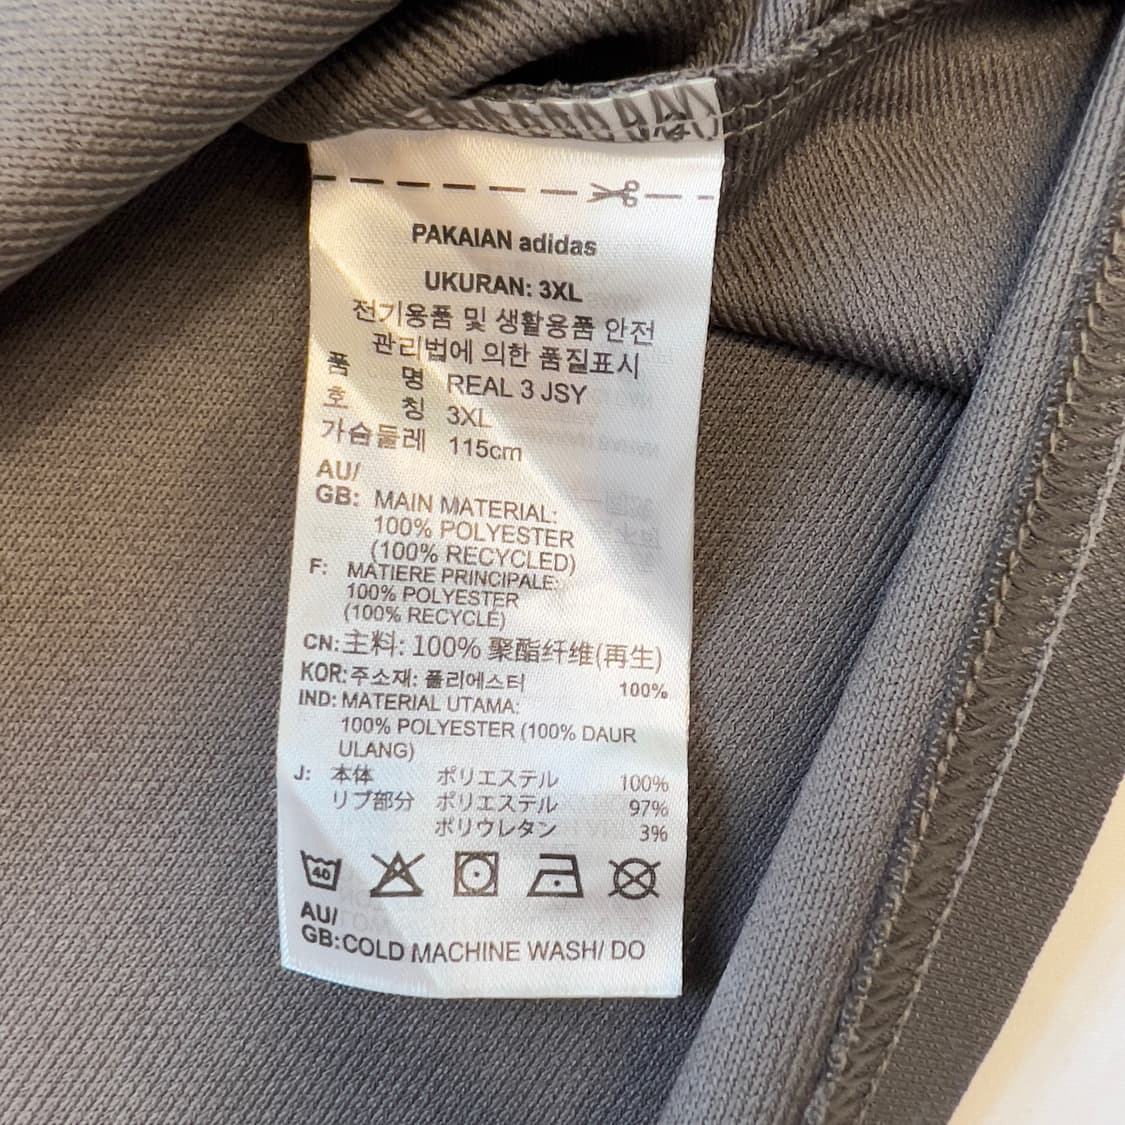 PAKAIAN adidas
UKURAN: 3XL
전기용품 및 생활용품 안전
관리법에 의한 품질표시
품 명 REAL 3 JSY
호 칭 3XL
가슴둘레 115cm
AU/
GB: MAIN MATERIAL:
100% POLYESTER
(100% RECYCLED)
F: MATIERE PRINCIPALE:
100% POLYESTER
(100% RECYCLÉ)
CN: 主料: 100% 聚酯纤维(再生)
KOR: 주소재: 폴리에스터 100%
IND: MATERIAL UTAMA:
100% POLYESTER (100% DAUR
ULANG)
J: 本体 ポリエステル 100%
リブ部分 ポリエステル 97%
ポリウレタン 3%
40
AU/
GB: COLD MACHINE WASH/ DO